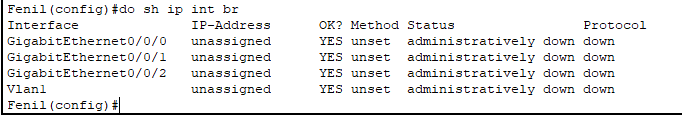 Fenil(config)#do sh ip int br
Interface IP-Address OK? Method Status Protocol
GigabitEthernet0/0/0 unassigned YES unset administratively down down
GigabitEthernet0/0/1 unassigned YES unset administratively down down
GigabitEthernet0/0/2 unassigned YES unset administratively down down
Vlan1 unassigned YES unset administratively down down
Fenil(config)#